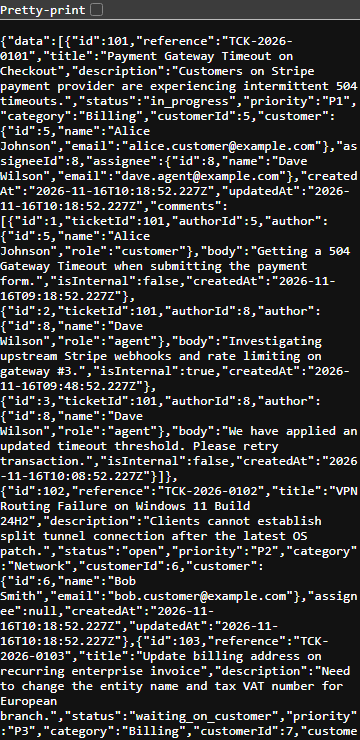 Pretty-print
{"data":[{"id":101,"reference":"TCK-2026-
0101","title":"Payment Gateway Timeout on
Checkout","description":"Customers on Stripe
payment provider are experiencing intermittent 504
timeouts.","status":"in_progress","priority":"P1",
"category":"Billing","customerId":5,"customer":
{"id":5,"name":"Alice
Johnson","email":"alice.customer@example.com"},"as
signeeId":8,"assignee":{"id":8,"name":"Dave
Wilson","email":"dave.agent@example.com"},"created
At":"2026-11-16T10:18:52.227Z","updatedAt":"2026-
11-16T10:18:52.227Z","comments":
[{"id":1,"ticketId":101,"authorId":5,"author":
{"id":5,"name":"Alice
Johnson","role":"customer"},"body":"Getting a 504
Gateway Timeout when submitting the payment
form.","isInternal":false,"createdAt":"2026-11-
16T09:18:52.227Z"},
{"id":2,"ticketId":101,"authorId":8,"author":
{"id":8,"name":"Dave
Wilson","role":"agent"},"body":"Investigating
upstream Stripe webhooks and rate limiting on
gateway #3.","isInternal":true,"createdAt":"2026-
11-16T09:48:52.227Z"},
{"id":3,"ticketId":101,"authorId":8,"author":
{"id":8,"name":"Dave
Wilson","role":"agent"},"body":"We have applied an
updated timeout threshold. Please retry
transaction.","isInternal":false,"createdAt":"2026
-11-16T10:08:52.227Z"}]},
{"id":102,"reference":"TCK-2026-0102","title":"VPN
Routing Failure on Windows 11 Build
24H2","description":"Clients cannot establish
split tunnel connection after the latest OS
patch.","status":"open","priority":"P2","category"
:"Network","customerId":6,"customer":
{"id":6,"name":"Bob
Smith","email":"bob.customer@example.com"},"assign
ee":null,"createdAt":"2026-11-
16T10:18:52.227Z","updatedAt":"2026-11-
16T10:18:52.227Z"},{"id":103,"reference":"TCK-
2026-0103","title":"Update billing address on
recurring enterprise invoice","description":"Need
to change the entity name and tax VAT number for
European
branch.","status":"waiting_on_customer","priority"
:"P3","category":"Billing","customerId":7,"custome